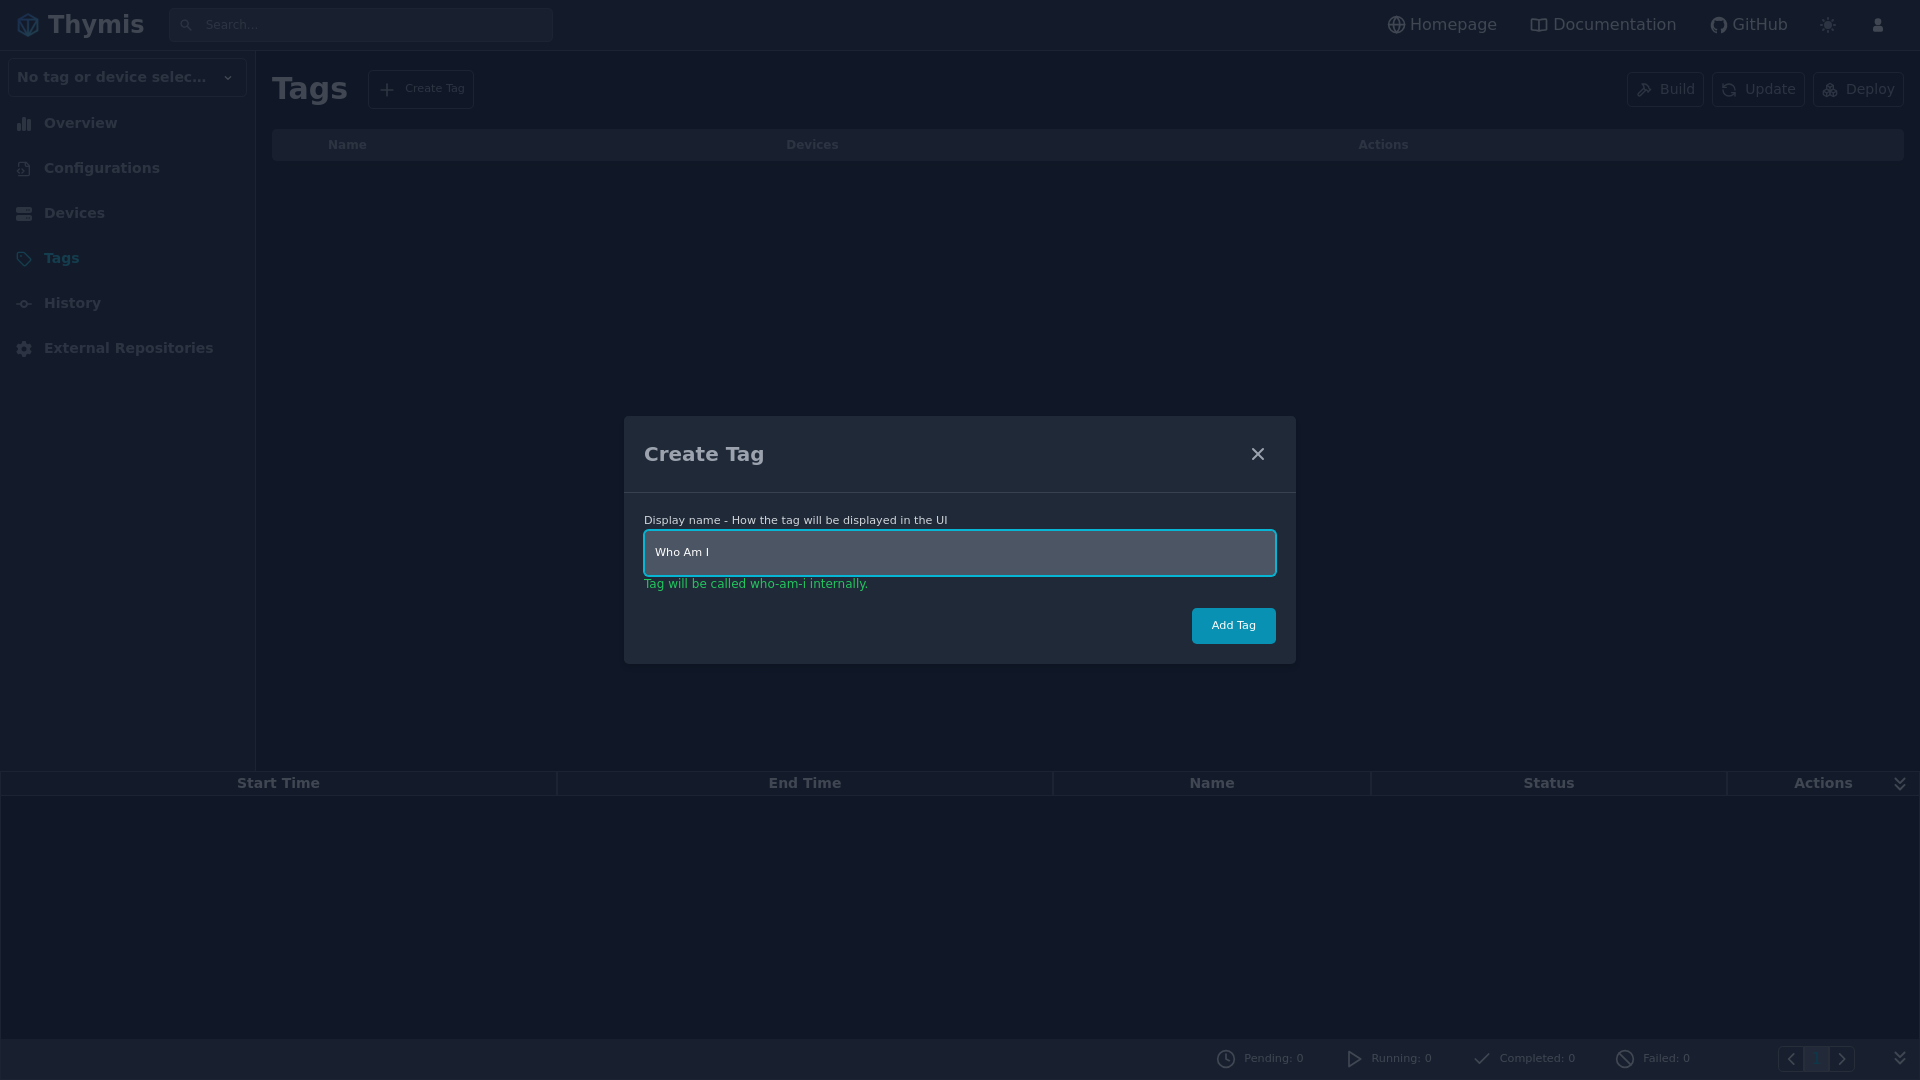 Thymis
Search...
Homepage
Documentation
GitHub
No tag or device selec...
Overview
Configurations
Devices
Tags
History
External Repositories
Tags
Create Tag
Build
Update
Deploy
Name
Devices
Actions
Create Tag
Display name - How the tag will be displayed in the UI
Who Am I
Tag will be called who-am-i internally.
Add Tag
Start Time
End Time
Name
Status
Actions
Pending: 0
Running: 0
Completed: 0
Failed: 0